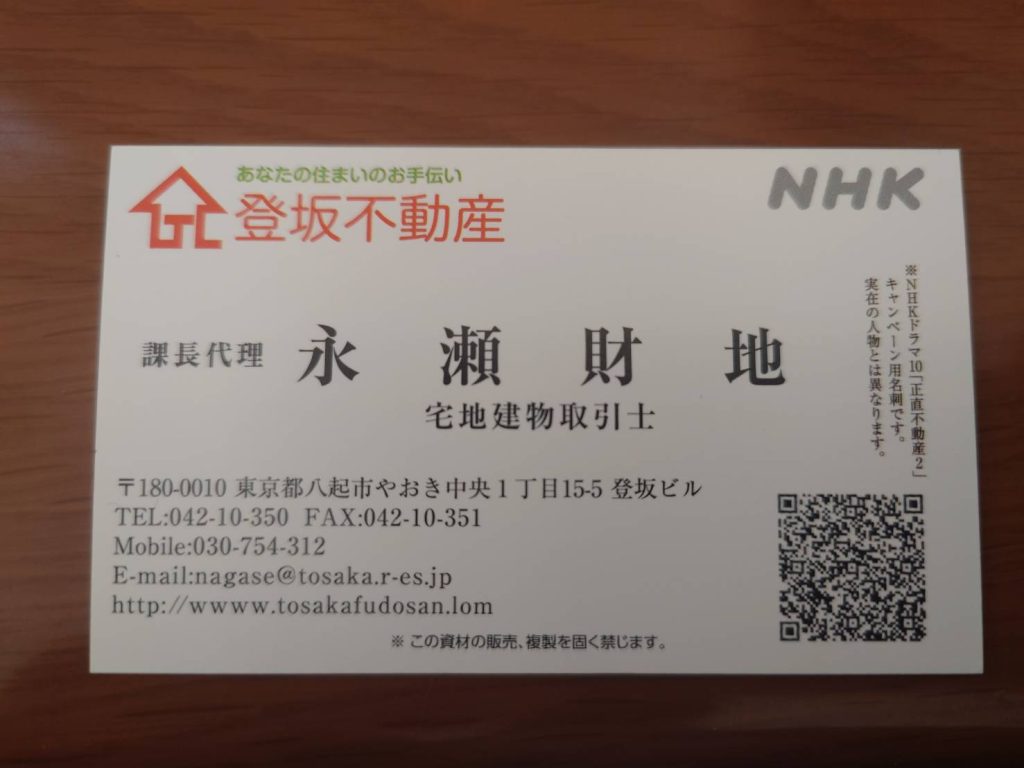 あなたの住まいのお手伝い
登坂不動産
NHK
※NHKドラマ10「正直不動産2」
キャンペーン用名刺です。
実在の人物とは異なります。
課長代理 永瀬財地
宅地建物取引士
〒180-0010 東京都八起市やおき中央1丁目15-5 登坂ビル
TEL:042-10-350 FAX:042-10-351
Mobile:030-754-312
E-mail:nagase@tosaka.r-es.jp
http://wwww.tosakafudosan.lom
※ この資材の販売、複製を固く禁じます。